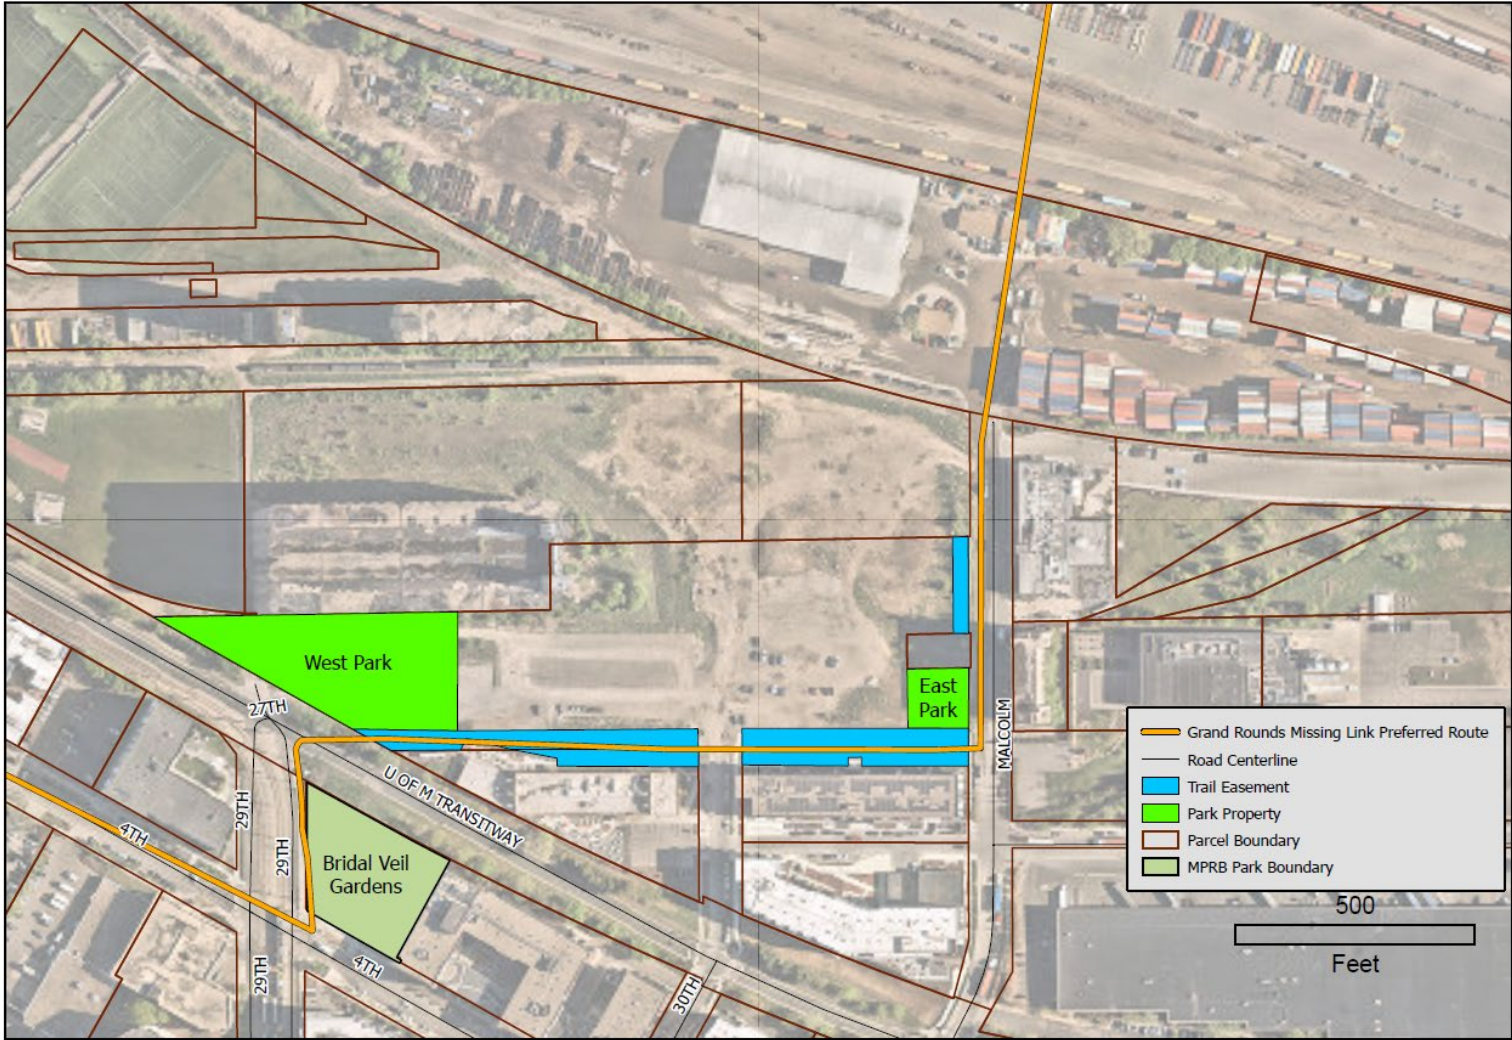 West Park
East
Park
27TH
MALCOLM
U OF M TRANSITWAY
29TH
29TH
4TH
Bridal Veil
Gardens
4TH
29TH
30TH
Grand Rounds Missing Link Preferred Route
Road Centerline
Trail Easement
Park Property
Parcel Boundary
MPRB Park Boundary
500
Feet